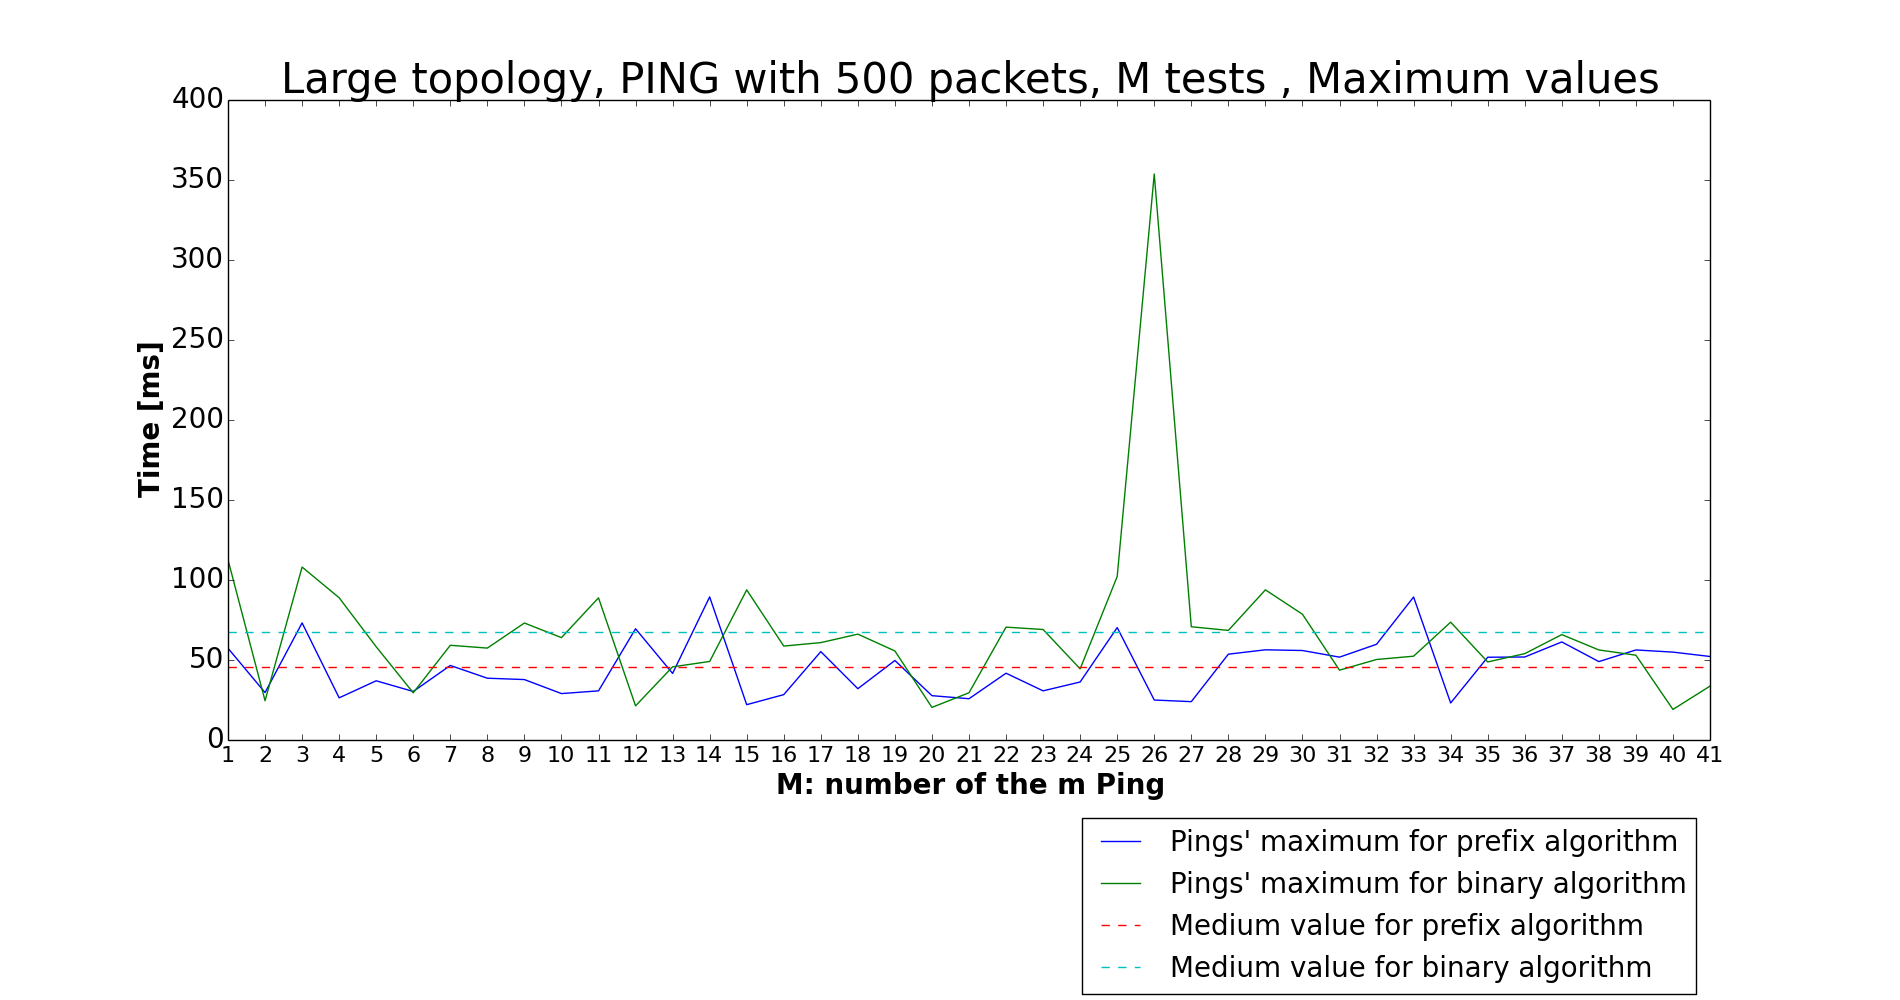 Large topology, PING with 500 packets, M tests , Maximum values
400
350
300
250
200
150
100
50
0
Time [ms]
1 2 3 4 5 6 7 8 9 10 11 12 13 14 15 16 17 18 19 20 21 22 23 24 25 26 27 28 29 30 31 32 33 34 35 36 37 38 39 40 41
M: number of the m Ping
Pings' maximum for prefix algorithm
Pings' maximum for binary algorithm
Medium value for prefix algorithm
Medium value for binary algorithm